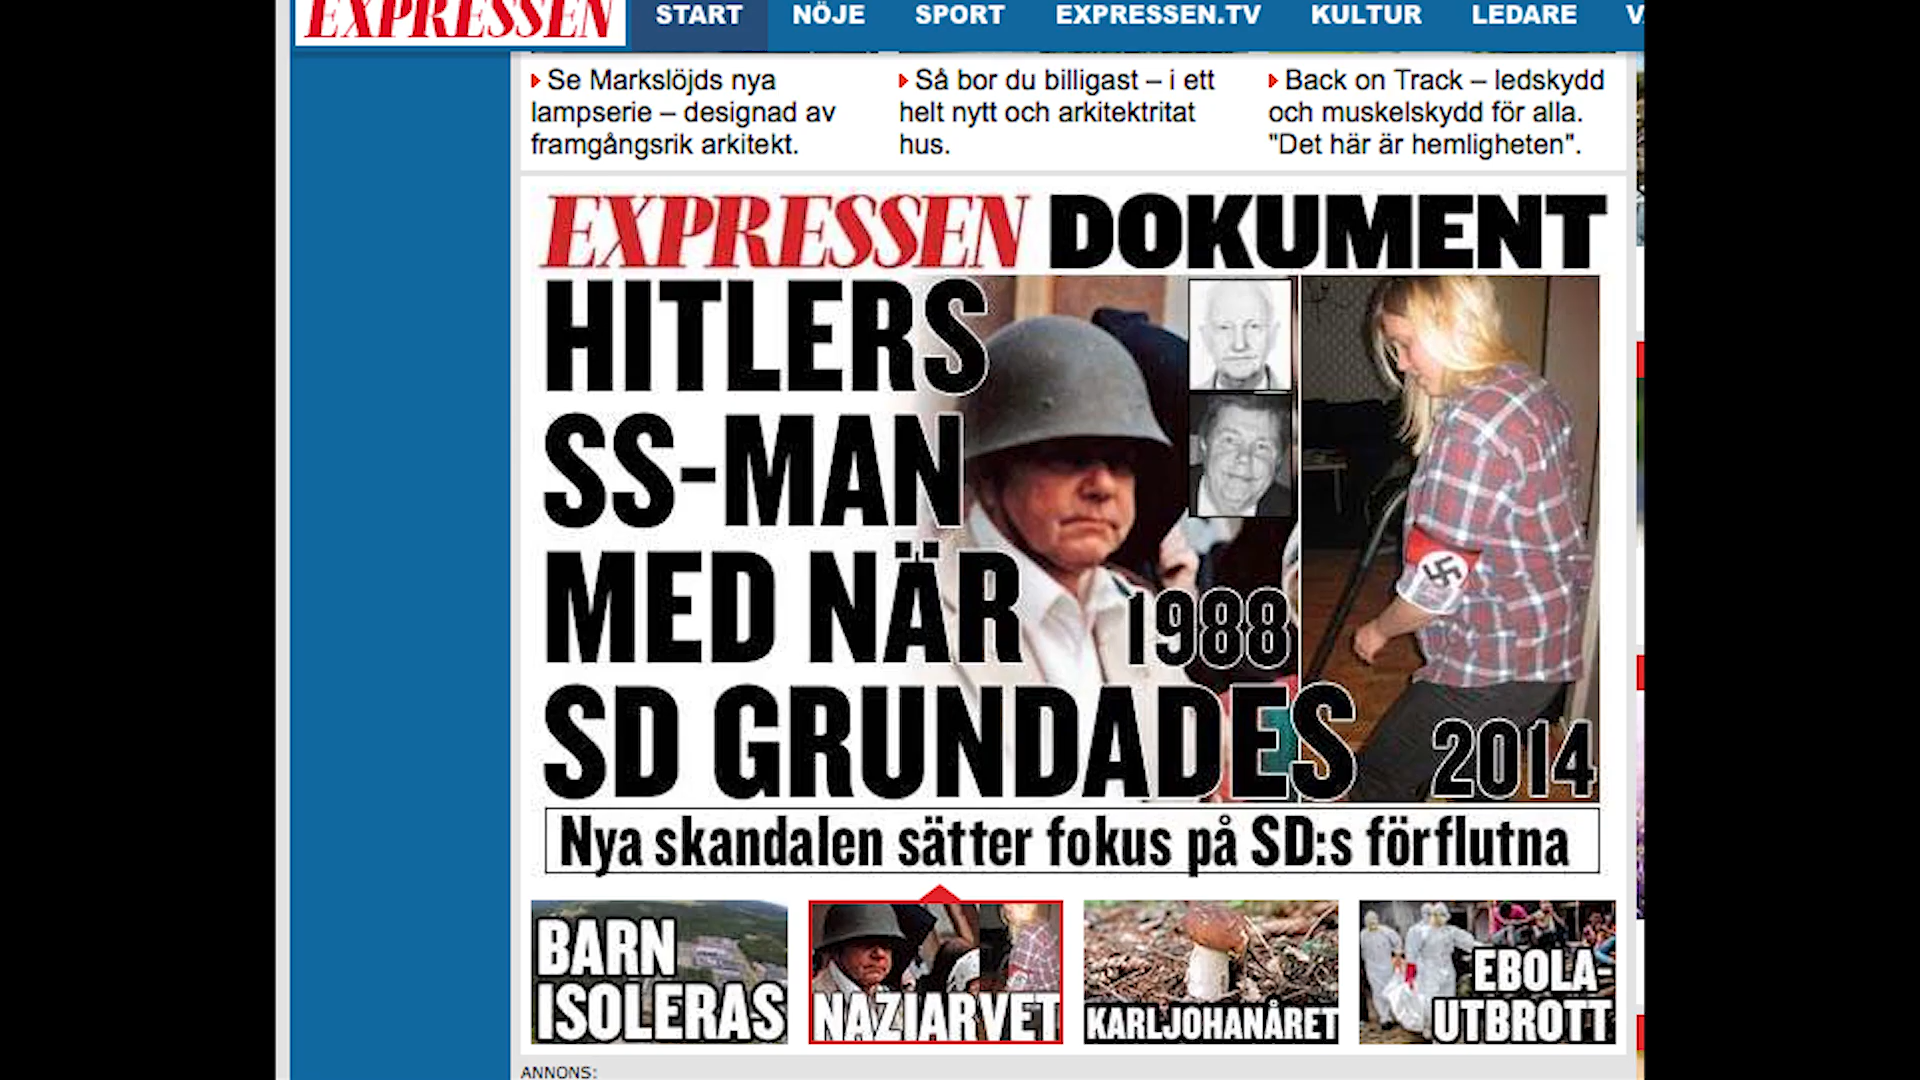 EXPRESSEN
START NÖJE SPORT EXPRESSEN.TV KULTUR LEDARE
Se Markslöjds nya
lampserie – designad av
framgångsrik arkitekt.
Så bor du billigast – i ett
helt nytt och arkitektritat
hus.
Back on Track – ledskydd
och muskelskydd för alla.
"Det här är hemligheten".
EXPRESSEN DOKUMENT
HITLERS
SS-MAN
MED NÄR
SD GRUNDADES
1988
2014
Nya skandalen sätter fokus på SD:s förflutna
BARN
ISOLERAS
NAZIARVET
KARLJOHANÅRET
EBOLA-
UTBROTT
ANNONS: